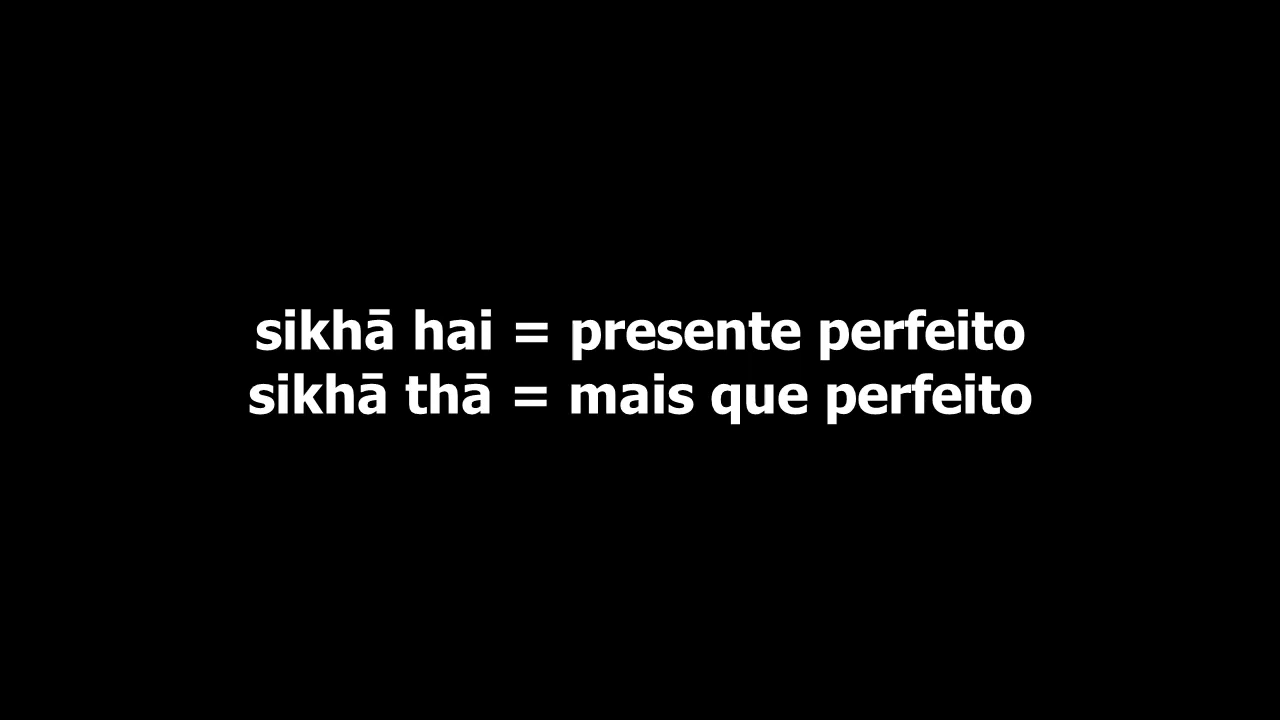 sikhā hai = presente perfeito
sikhā thā = mais que perfeito